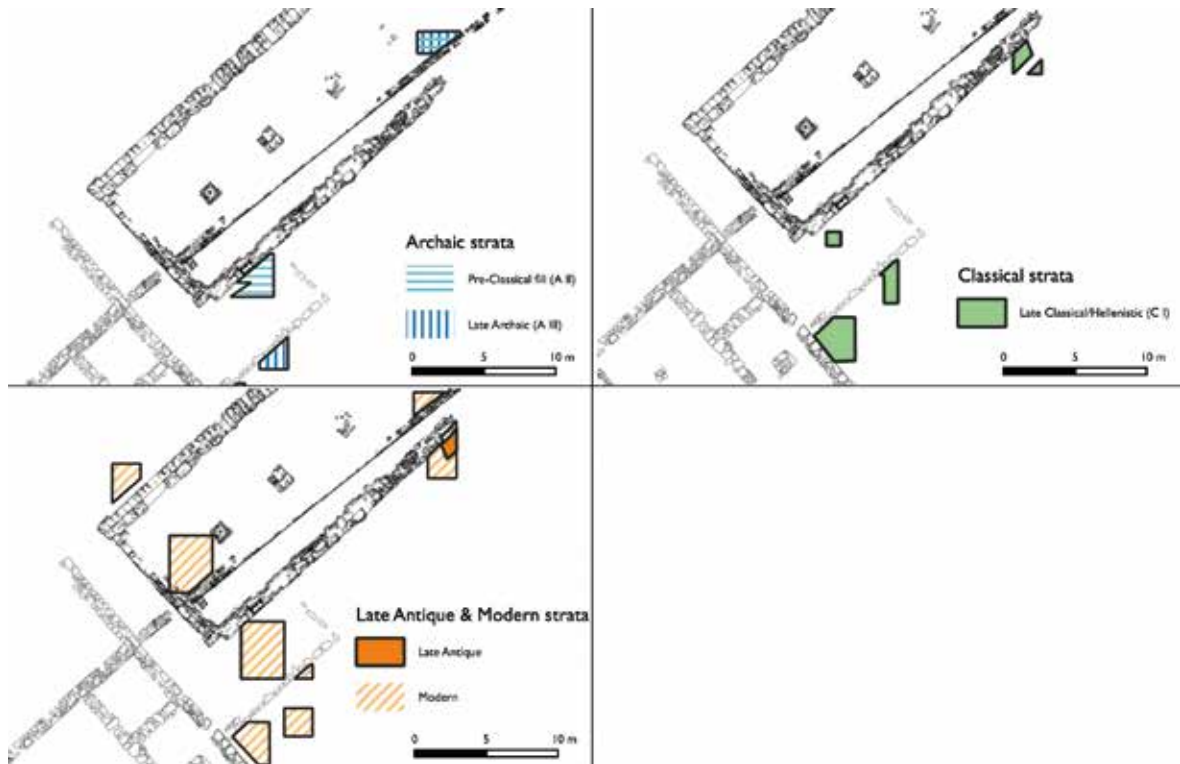 Archaic strata
Pre-Classical fill (A II)
Late Archaic (A III)
0 5 10 m
Classical strata
Late Classical/Hellenistic (C I)
0 5 10 m
Late Antique & Modern strata
Late Antique
Modern
0 5 10 m